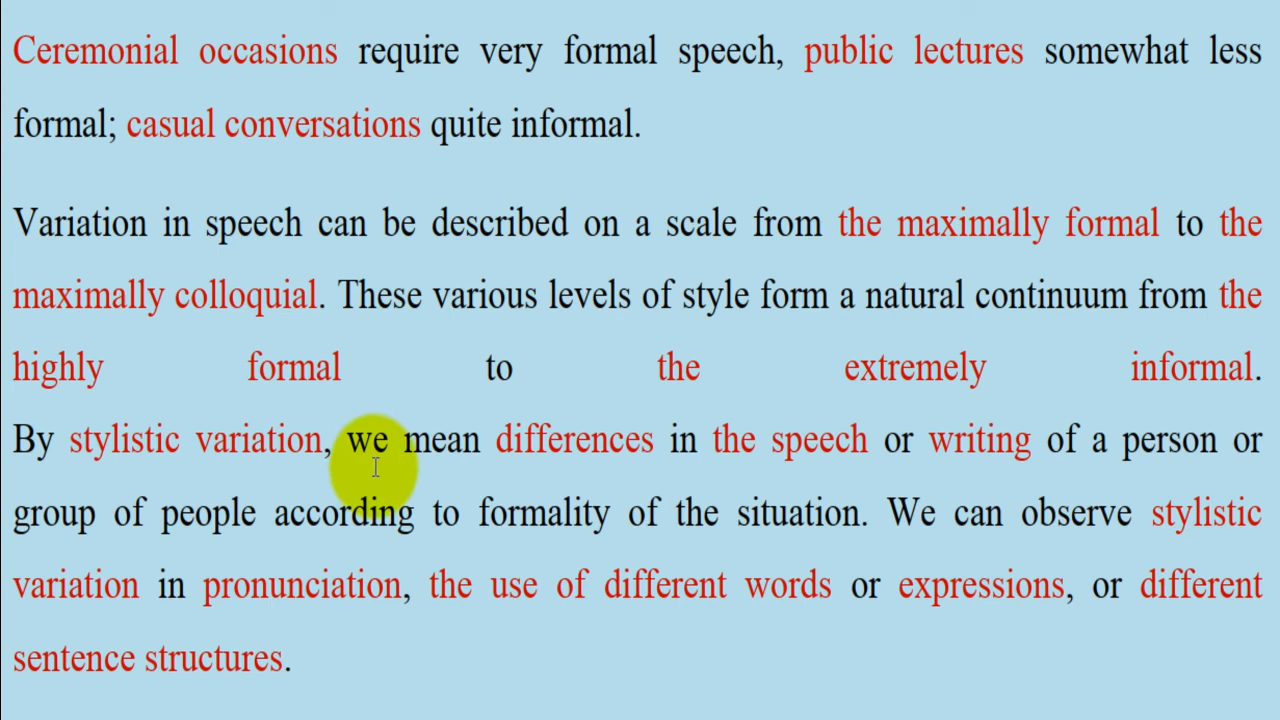 Ceremonial occasions require very formal speech, public lectures somewhat less
formal; casual conversations quite informal.
Variation in speech can be described on a scale from the maximally formal to the
maximally colloquial. These various levels of style form a natural continuum from the
highly formal to the extremely informal.
By stylistic variation, we mean differences in the speech or writing of a person or
group of people according to formality of the situation. We can observe stylistic
variation in pronunciation, the use of different words or expressions, or different
sentence structures.